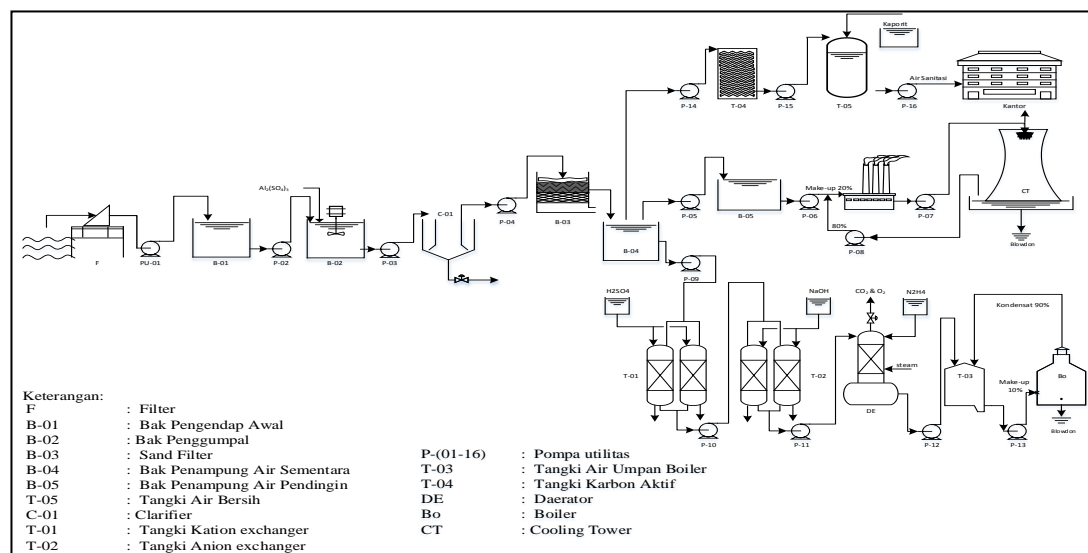 Kaporit
P-14
T-04
P-15
T-05
P-16
Air Sanitasi
Kantor
Al₂(SO₄)₃
C-01
P-04
B-03
P-05
B-05
P-06
Make-up 20%
P-07
CT
80%
P-08
Blowdon
F
PU-01
B-01
P-02
B-02
P-03
B-04
P-09
H2SO4
NaOH
CO₂ & O₂
N2H4
Kondensat 90%
T-01
T-02
steam
T-03
Make-up
10%
Bo
DE
P-10
P-11
P-12
P-13
Blowdon
Keterangan:
F : Filter
B-01 : Bak Pengendap Awal
B-02 : Bak Penggumpal
B-03 : Sand Filter
B-04 : Bak Penampung Air Sementara
B-05 : Bak Penampung Air Pendingin
T-05 : Tangki Air Bersih
C-01 : Clarifier
T-01 : Tangki Kation exchanger
T-02 : Tangki Anion exchanger
P-(01-16) : Pompa utilitas
T-03 : Tangki Air Umpan Boiler
T-04 : Tangki Karbon Aktif
DE : Daerator
Bo : Boiler
CT : Cooling Tower